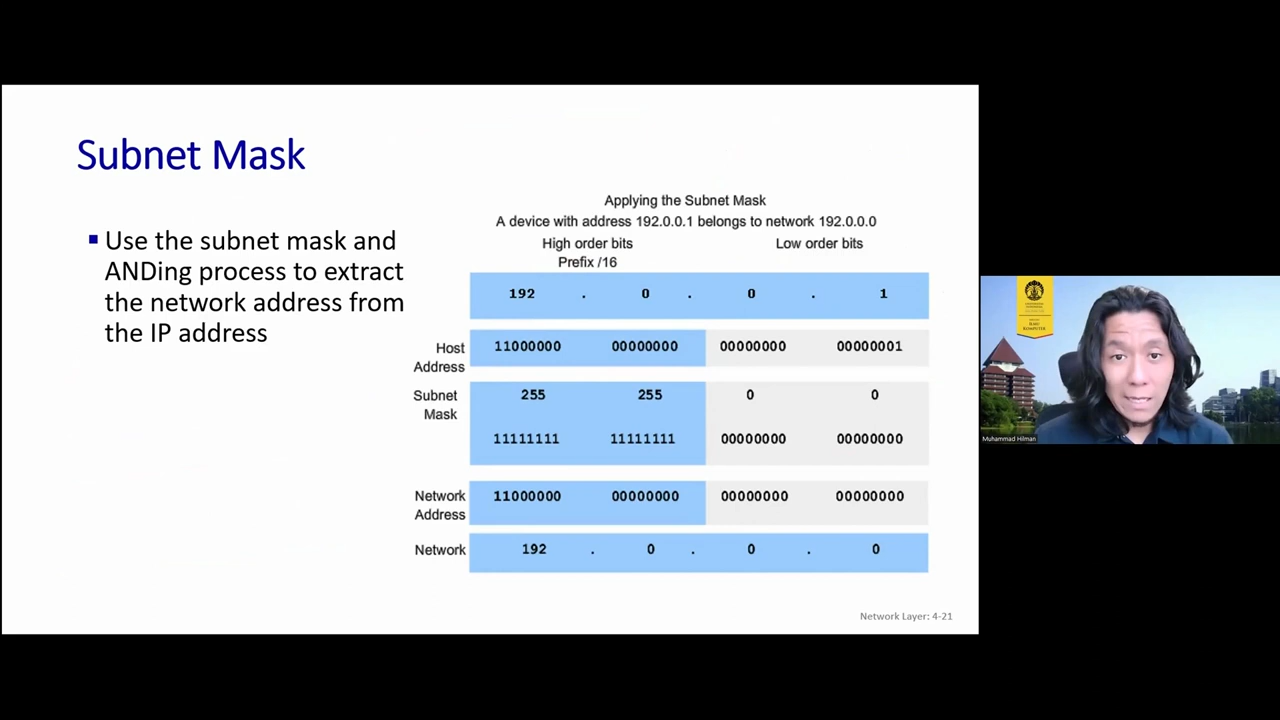 Subnet Mask
Use the subnet mask and
ANDing process to extract
the network address from
the IP address
Applying the Subnet Mask
A device with address 192.0.0.1 belongs to network 192.0.0.0
High order bits Low order bits
Prefix /16
192 . 0 . 0 . 1
Host Address 11000000 00000000 00000000 00000001
Subnet Mask 255 255 0 0
11111111 11111111 00000000 00000000
Network Address 11000000 00000000 00000000 00000000
Network 192 . 0 . 0 . 0
Network Layer: 4-21
ILMU
KOMPUTER
Muhammad Hilman